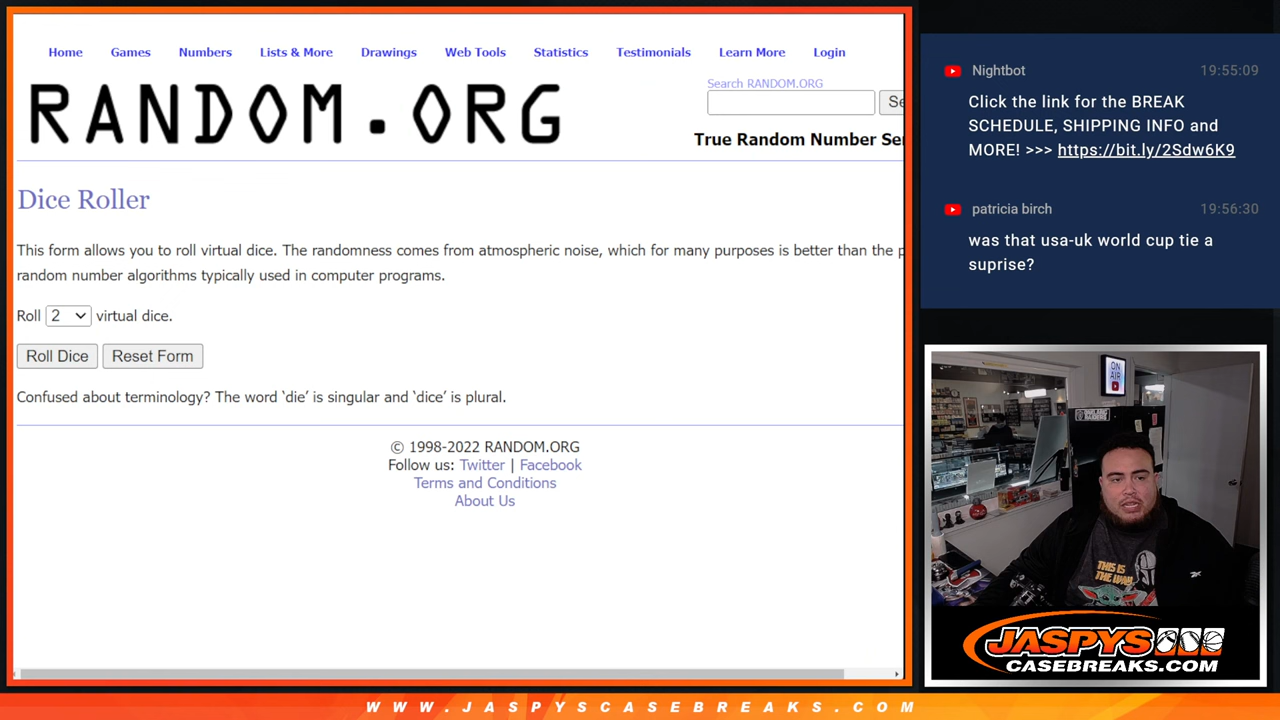 Home Games Numbers Lists & More Drawings Web Tools Statistics Testimonials Learn More Login
RANDOM.ORG
Search RANDOM.ORG
Se
True Random Number Ser
Dice Roller
This form allows you to roll virtual dice. The randomness comes from atmospheric noise, which for many purposes is better than the p
random number algorithms typically used in computer programs.
Roll 2 virtual dice.
Roll Dice Reset Form
Confused about terminology? The word ‘die’ is singular and ‘dice’ is plural.
© 1998-2022 RANDOM.ORG
Follow us: Twitter | Facebook
Terms and Conditions
About Us
Nightbot 19:55:09
Click the link for the BREAK
SCHEDULE, SHIPPING INFO and
MORE! >>> https://bit.ly/2Sdw6K9
patricia birch 19:56:30
was that usa-uk world cup tie a
suprise?
ON
AIR
THIS IS
THE WAY
JASPYS
CASEBREAKS.COM
WWW.JASPYSCASEBREAKS.COM